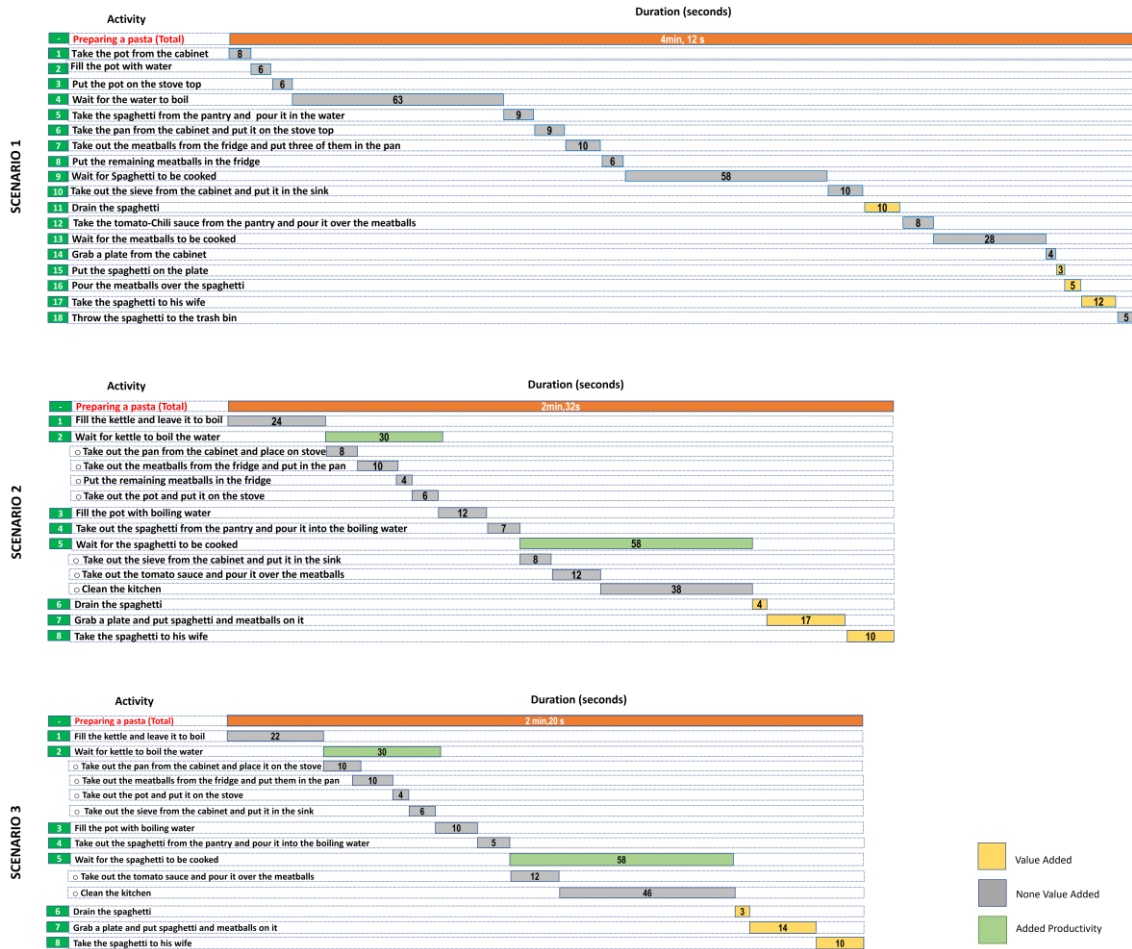 Activity
Duration (seconds)
SCENARIO 1
- Preparing a pasta (Total) 4min, 12 s
1 Take the pot from the cabinet 8
2 Fill the pot with water 6
3 Put the pot on the stove top 6
4 Wait for the water to boil 63
5 Take the spaghetti from the pantry and pour it in the water 9
6 Take the pan from the cabinet and put it on the stove top 9
7 Take out the meatballs from the fridge and put three of them in the pan 10
8 Put the remaining meatballs in the fridge 6
9 Wait for Spaghetti to be cooked 58
10 Take out the sieve from the cabinet and put it in the sink 10
11 Drain the spaghetti 10
12 Take the tomato-Chili sauce from the pantry and pour it over the meatballs 8
13 Wait for the meatballs to be cooked 28
14 Grab a plate from the cabinet 4
15 Put the spaghetti on the plate 3
16 Pour the meatballs over the spaghetti 5
17 Take the spaghetti to his wife 12
18 Throw the spaghetti to the trash bin 5
Activity
Duration (seconds)
SCENARIO 2
- Preparing a pasta (Total) 2min,32s
1 Fill the kettle and leave it to boil 24
2 Wait for kettle to boil the water 30
○ Take out the pan from the cabinet and place on stove 8
○ Take out the meatballs from the fridge and put in the pan 10
○ Put the remaining meatballs in the fridge 4
○ Take out the pot and put it on the stove 6
3 Fill the pot with boiling water 12
4 Take out the spaghetti from the pantry and pour it into the boiling water 7
5 Wait for the spaghetti to be cooked 58
○ Take out the sieve from the cabinet and put it in the sink 8
○ Take out the tomato sauce and pour it over the meatballs 12
○ Clean the kitchen 38
6 Drain the spaghetti 4
7 Grab a plate and put spaghetti and meatballs on it 17
8 Take the spaghetti to his wife 10
Activity
Duration (seconds)
SCENARIO 3
- Preparing a pasta (Total) 2 min,20 s
1 Fill the kettle and leave it to boil 22
2 Wait for kettle to boil the water 30
○ Take out the pan from the cabinet and place it on the stove 10
○ Take out the meatballs from the fridge and put them in the pan 10
○ Take out the pot and put it on the stove 4
○ Take out the sieve from the cabinet and put it in the sink 6
3 Fill the pot with boiling water 10
4 Take out the spaghetti from the pantry and pour it into the boiling water 5
5 Wait for the spaghetti to be cooked 58
○ Take out the tomato sauce and pour it over the meatballs 12
○ Clean the kitchen 46
6 Drain the spaghetti 3
7 Grab a plate and put spaghetti and meatballs on it 14
8 Take the spaghetti to his wife 10
Value Added
None Value Added
Added Productivity